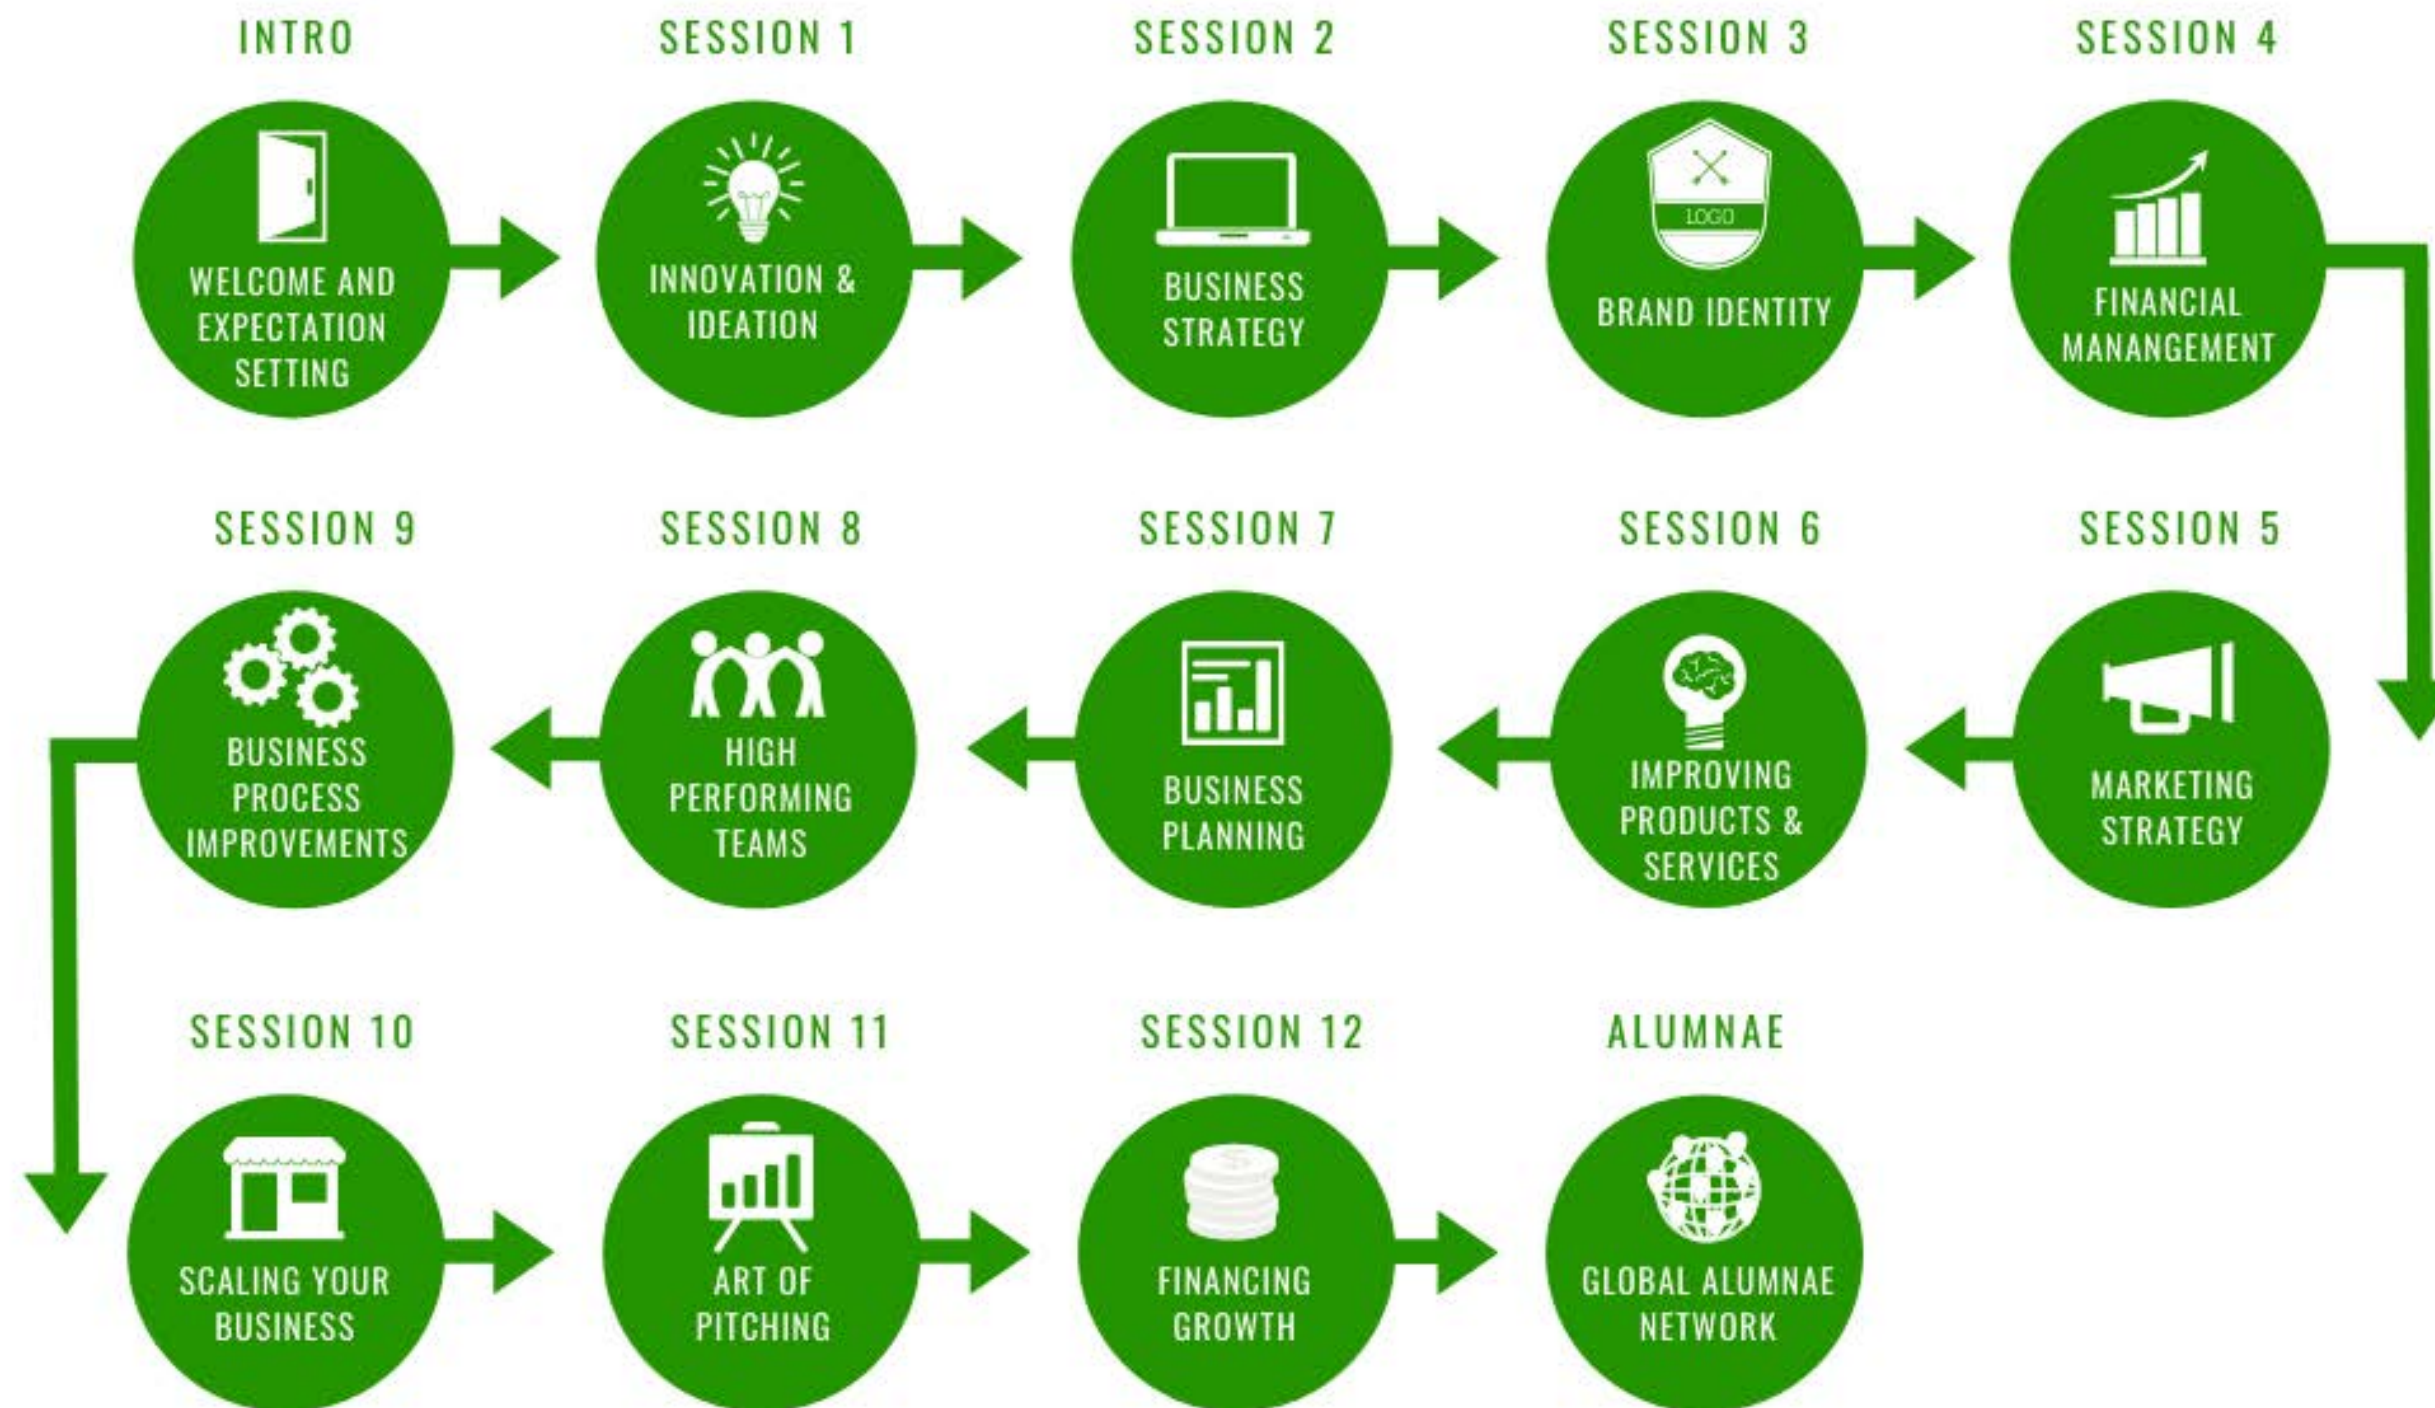 INTRO
WELCOME AND
EXPECTATION
SETTING
SESSION 1
INNOVATION &
IDEATION
SESSION 2
BUSINESS
STRATEGY
SESSION 3
LOGO
BRAND IDENTITY
SESSION 4
FINANCIAL
MANANGEMENT
SESSION 5
MARKETING
STRATEGY
SESSION 6
IMPROVING
PRODUCTS &
SERVICES
SESSION 7
BUSINESS
PLANNING
SESSION 8
HIGH
PERFORMING
TEAMS
SESSION 9
BUSINESS
PROCESS
IMPROVEMENTS
SESSION 10
SCALING YOUR
BUSINESS
SESSION 11
ART OF
PITCHING
SESSION 12
FINANCING
GROWTH
ALUMNAE
GLOBAL ALUMNAE
NETWORK